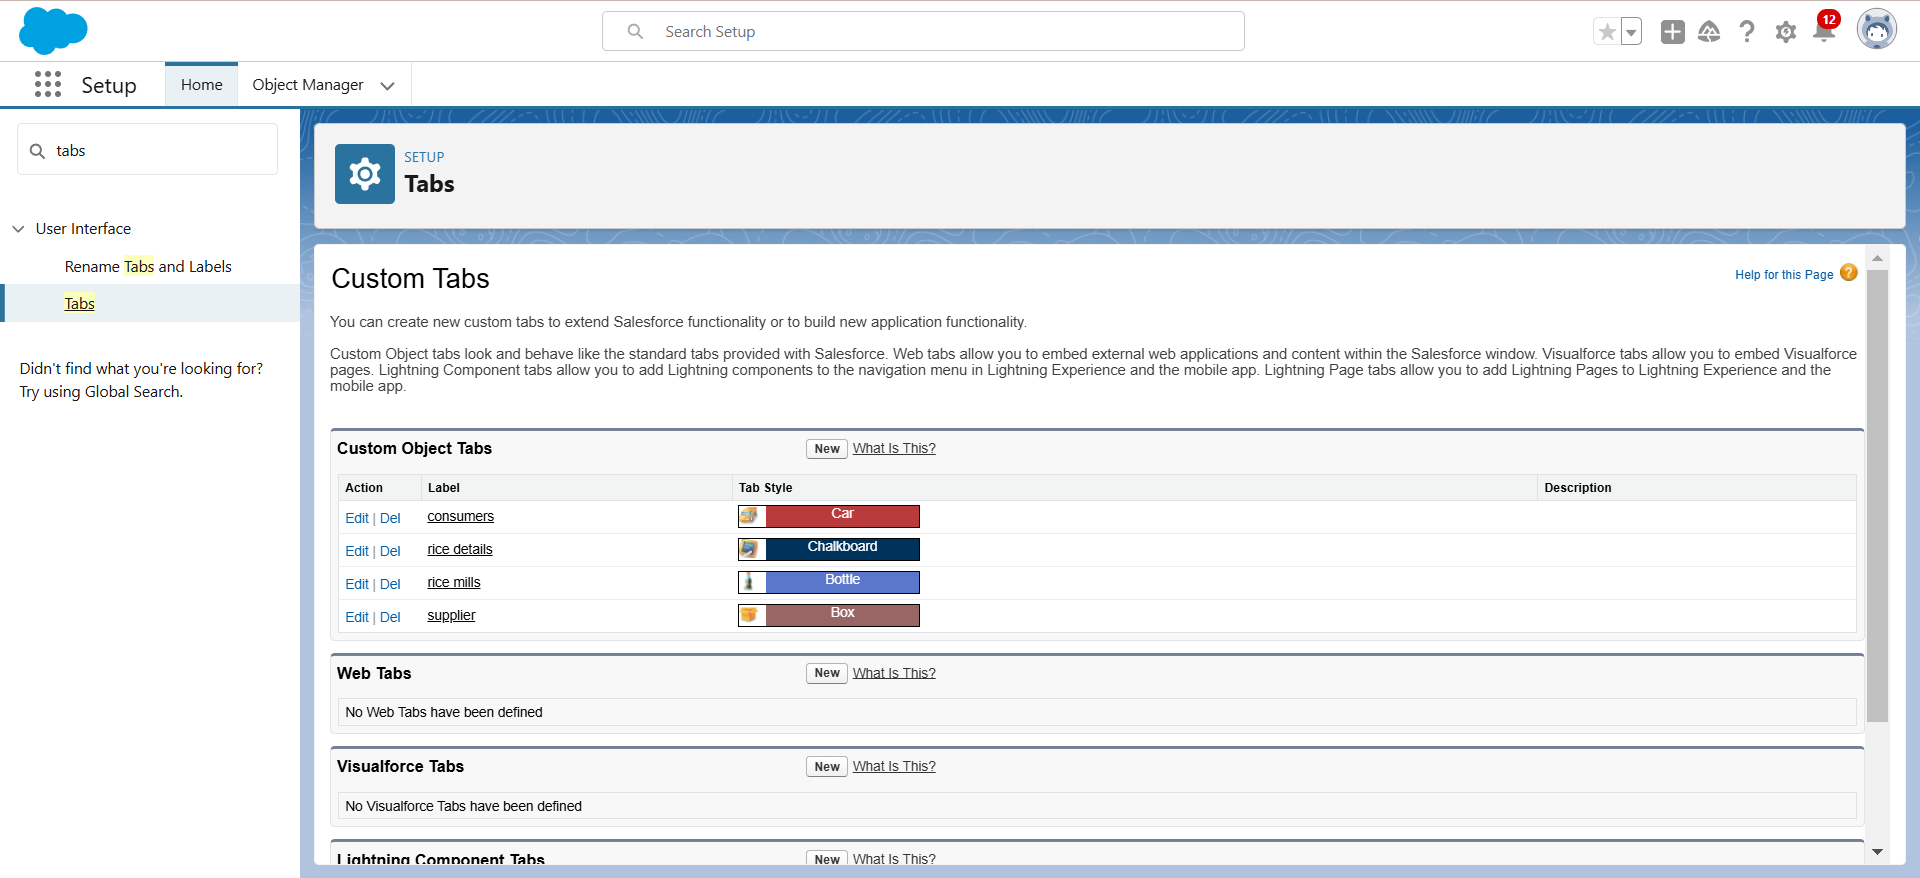 Search Setup
12
Setup
Home
Object Manager
tabs
User Interface
Rename Tabs and Labels
Tabs
Didn't find what you're looking for?
Try using Global Search.
SETUP
Tabs
Custom Tabs
Help for this Page ?
You can create new custom tabs to extend Salesforce functionality or to build new application functionality.
Custom Object tabs look and behave like the standard tabs provided with Salesforce. Web tabs allow you to embed external web applications and content within the Salesforce window. Visualforce tabs allow you to embed Visualforce
pages. Lightning Component tabs allow you to add Lightning components to the navigation menu in Lightning Experience and the mobile app. Lightning Page tabs allow you to add Lightning Pages to Lightning Experience and the
mobile app.
Custom Object Tabs New What Is This?
Action Label Tab Style Description
Edit | Del consumers Car
Edit | Del rice details Chalkboard
Edit | Del rice mills Bottle
Edit | Del supplier Box
Web Tabs New What Is This?
No Web Tabs have been defined
Visualforce Tabs New What Is This?
No Visualforce Tabs have been defined
Lightning Component Tabs New What Is This?